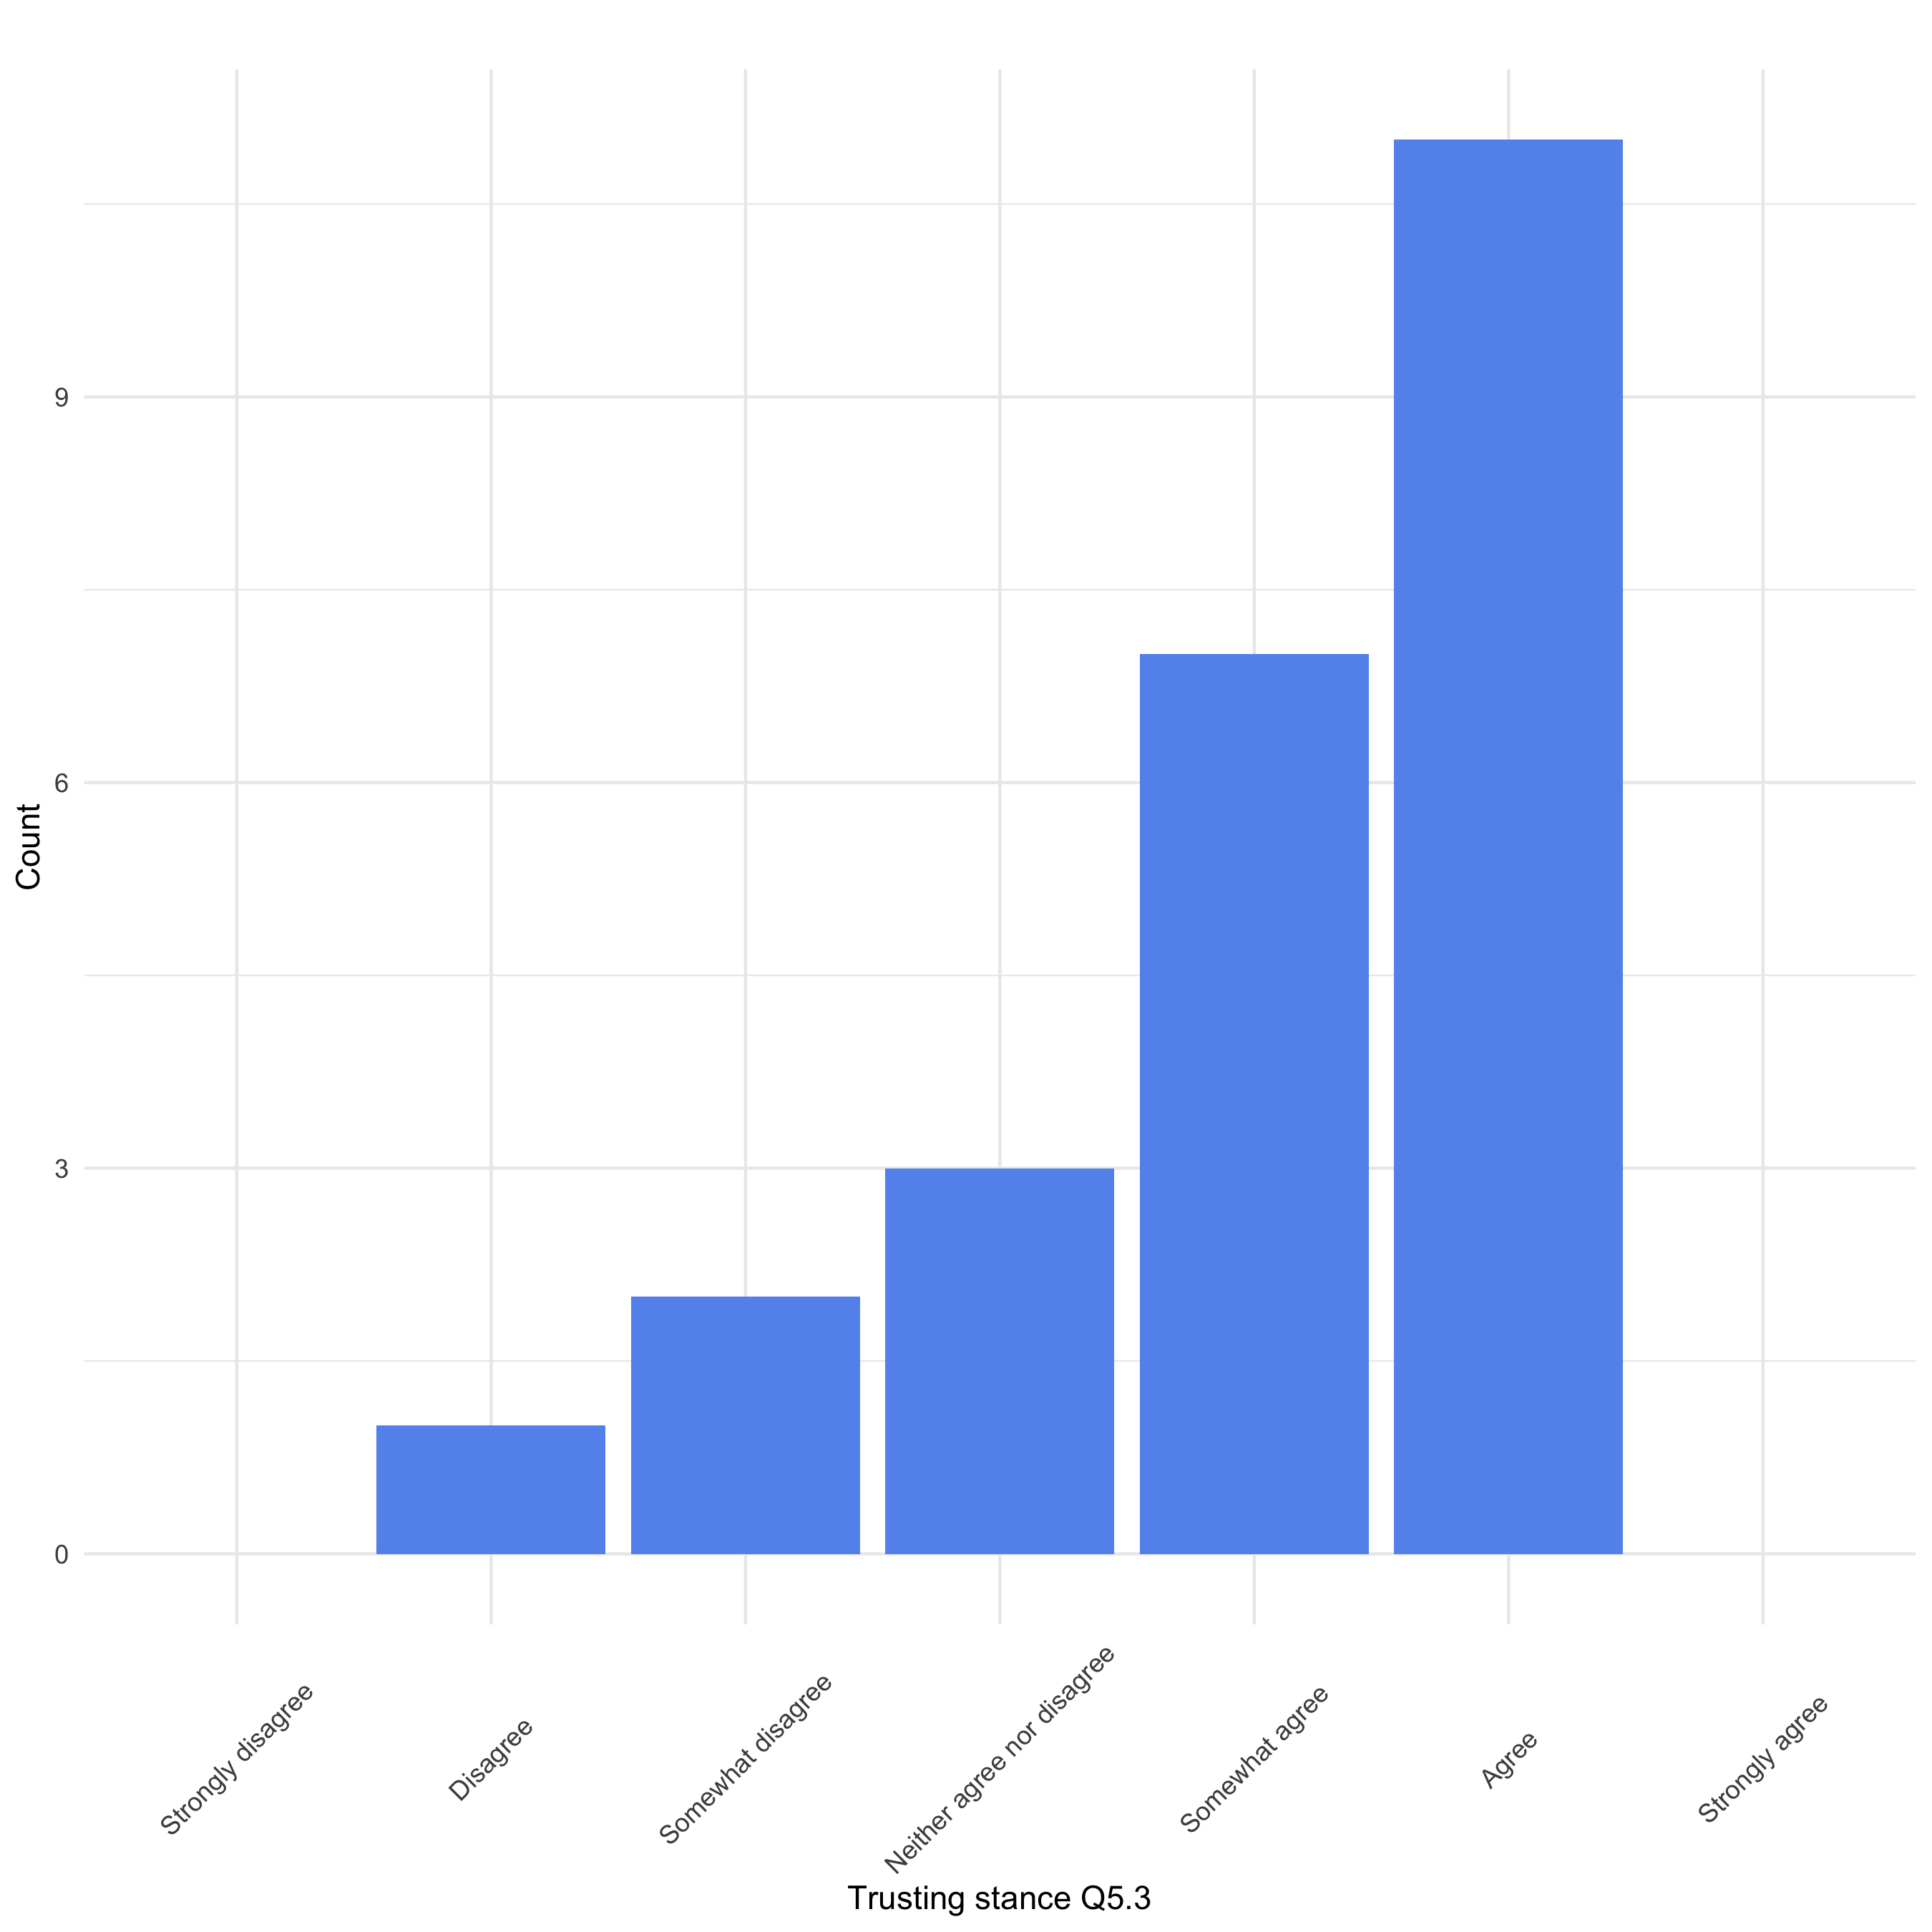 Count
9
6
3
0
Strongly disagree
Disagree
Somewhat disagree
Neither agree nor disagree
Somewhat agree
Agree
Strongly agree
Trusting stance Q5.3